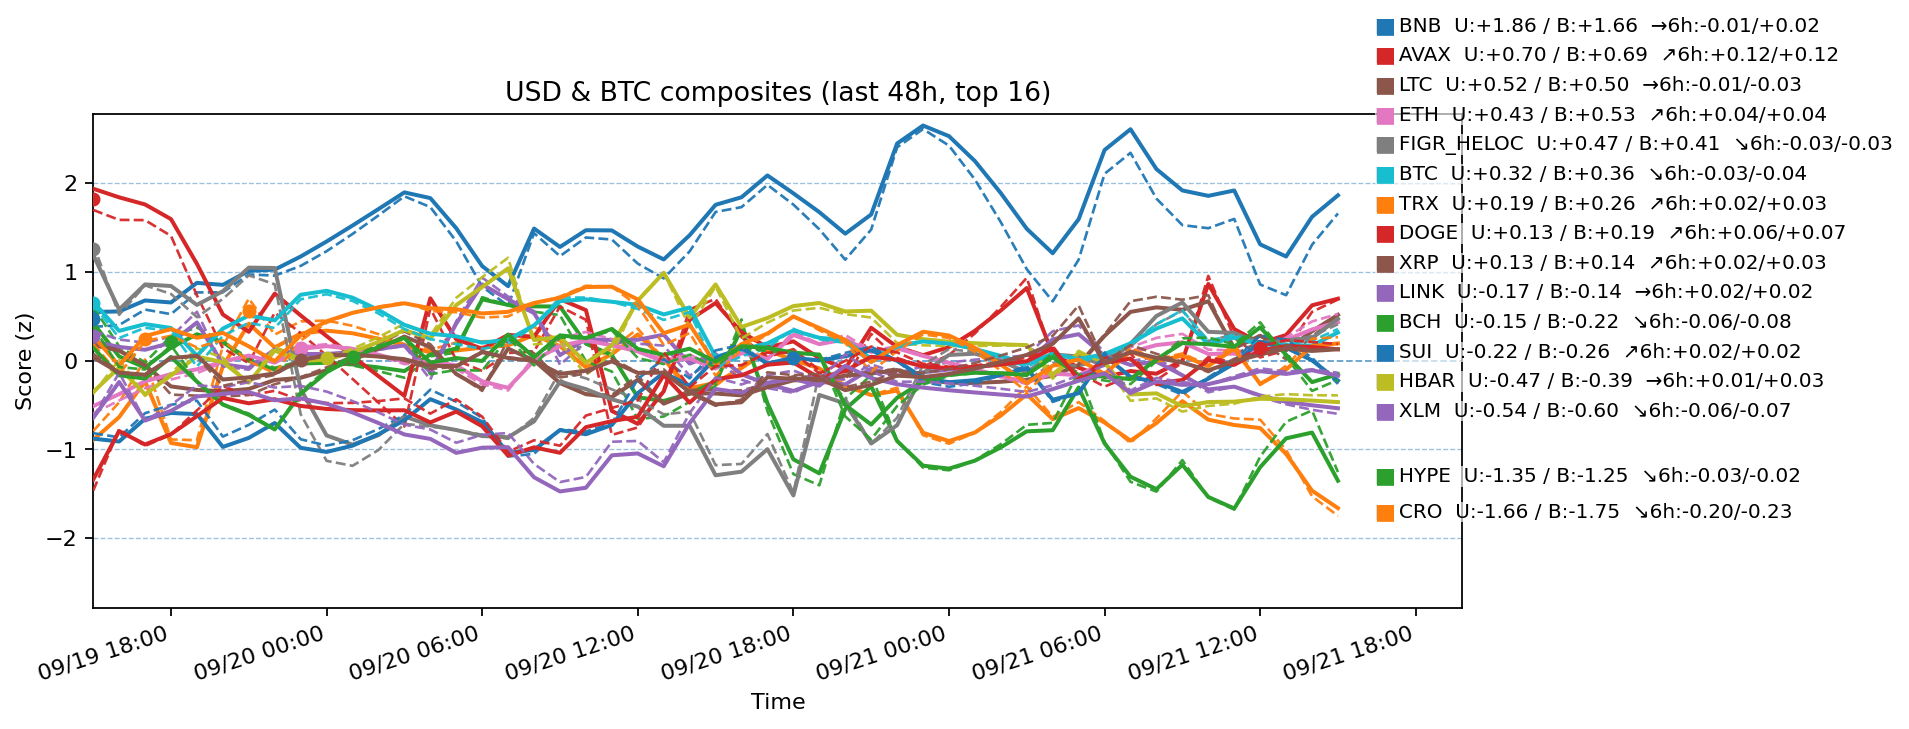 BNB U:+1.86 / B:+1.66 →6h:-0.01/+0.02
AVAX U:+0.70 / B:+0.69 ↗6h:+0.12/+0.12
USD & BTC composites (last 48h, top 16)
LTC U:+0.52 / B:+0.50 →6h:-0.01/-0.03
ETH U:+0.43 / B:+0.53 ↗6h:+0.04/+0.04
FIGR_HELOC U:+0.47 / B:+0.41 ↘6h:-0.03/-0.03
BTC U:+0.32 / B:+0.36 ↘6h:-0.03/-0.04
TRX U:+0.19 / B:+0.26 ↗6h:+0.02/+0.03
DOGE U:+0.13 / B:+0.19 ↗6h:+0.06/+0.07
XRP U:+0.13 / B:+0.14 ↗6h:+0.02/+0.03
LINK U:-0.17 / B:-0.14 →6h:+0.02/+0.02
BCH U:-0.15 / B:-0.22 ↘6h:-0.06/-0.08
SUI U:-0.22 / B:-0.26 ↗6h:+0.02/+0.02
HBAR U:-0.47 / B:-0.39 →6h:+0.01/+0.03
XLM U:-0.54 / B:-0.60 ↘6h:-0.06/-0.07
HYPE U:-1.35 / B:-1.25 ↘6h:-0.03/-0.02
CRO U:-1.66 / B:-1.75 ↘6h:-0.20/-0.23
Score (z)
2
1
0
−1
−2
09/19 18:00
09/20 00:00
09/20 06:00
09/20 12:00
09/20 18:00
09/21 00:00
09/21 06:00
09/21 12:00
09/21 18:00
Time